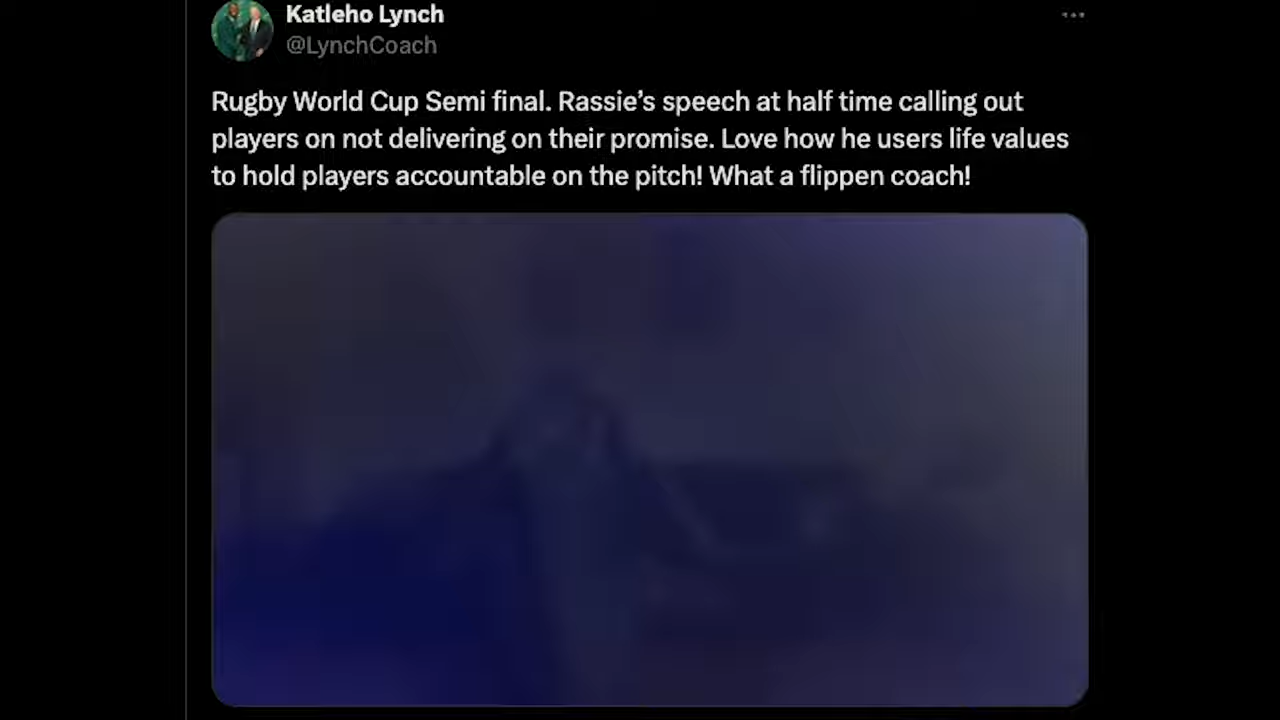 Katleho Lynch
@LynchCoach
Rugby World Cup Semi final. Rassie’s speech at half time calling out
players on not delivering on their promise. Love how he users life values
to hold players accountable on the pitch! What a flippen coach!